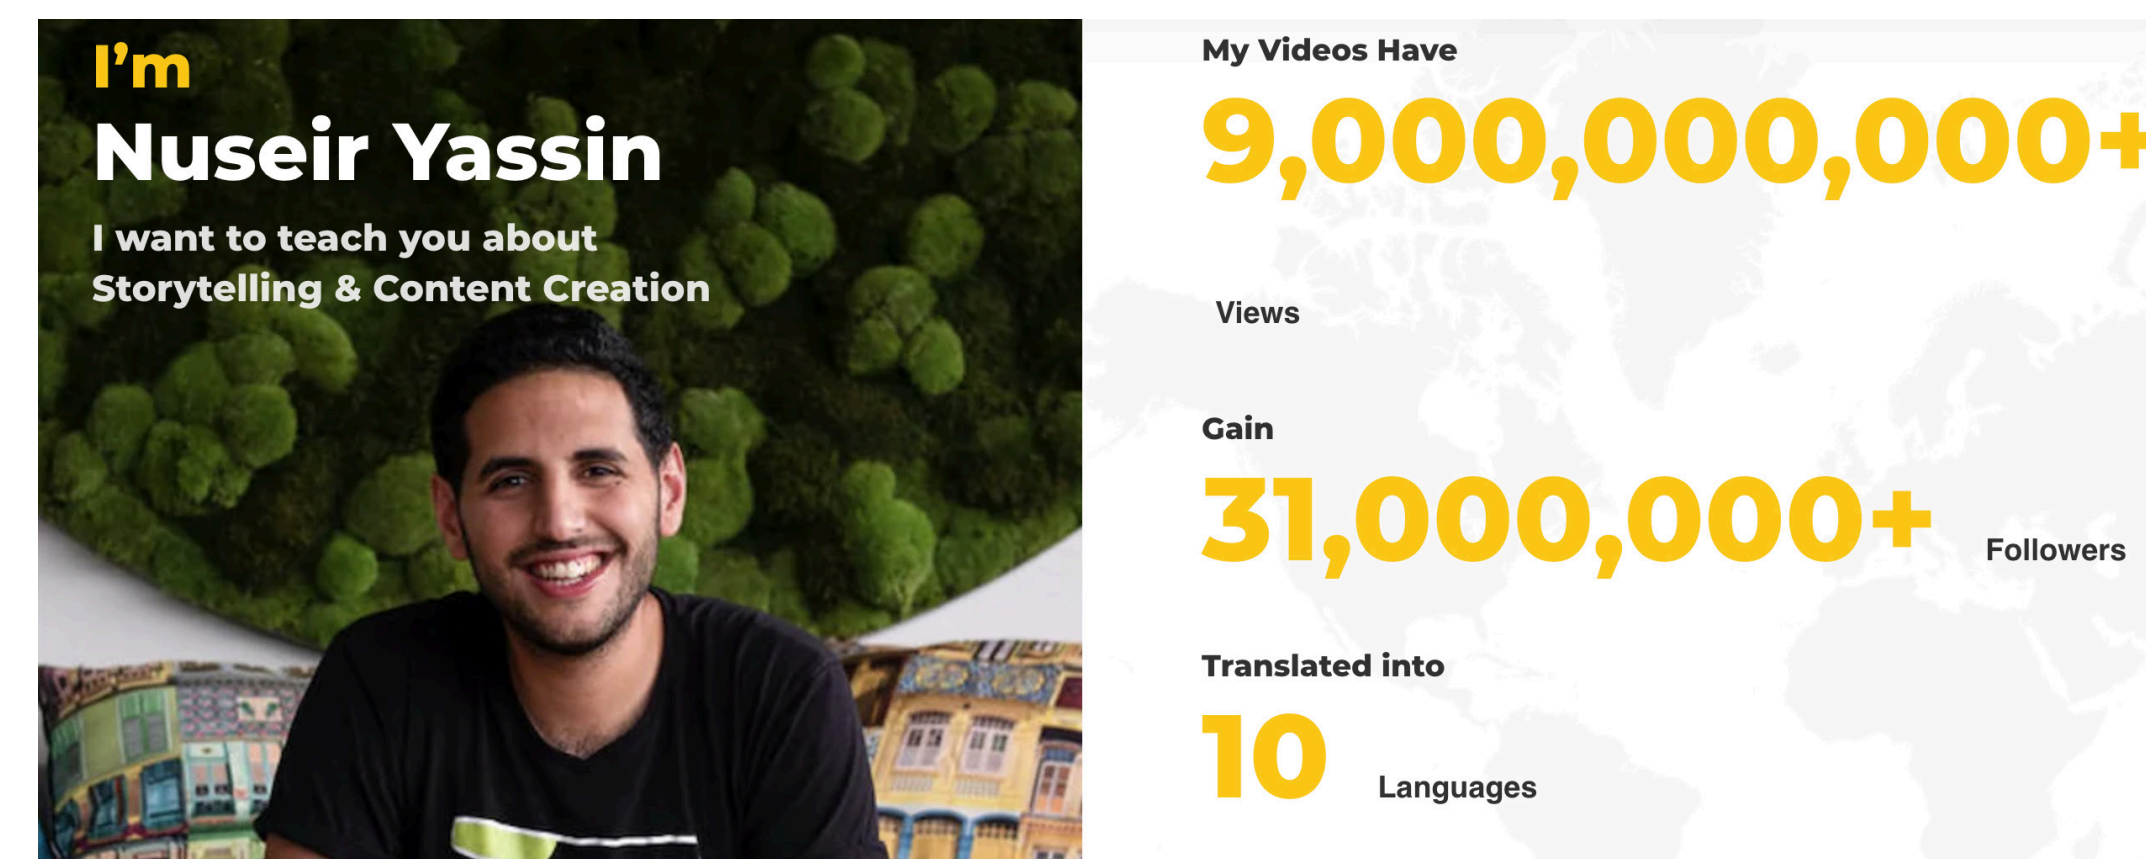 I'm
Nuseir Yassin
I want to teach you about
Storytelling & Content Creation
My Videos Have
9,000,000,000+
Views
Gain
31,000,000+
Followers
Translated into
10
Languages